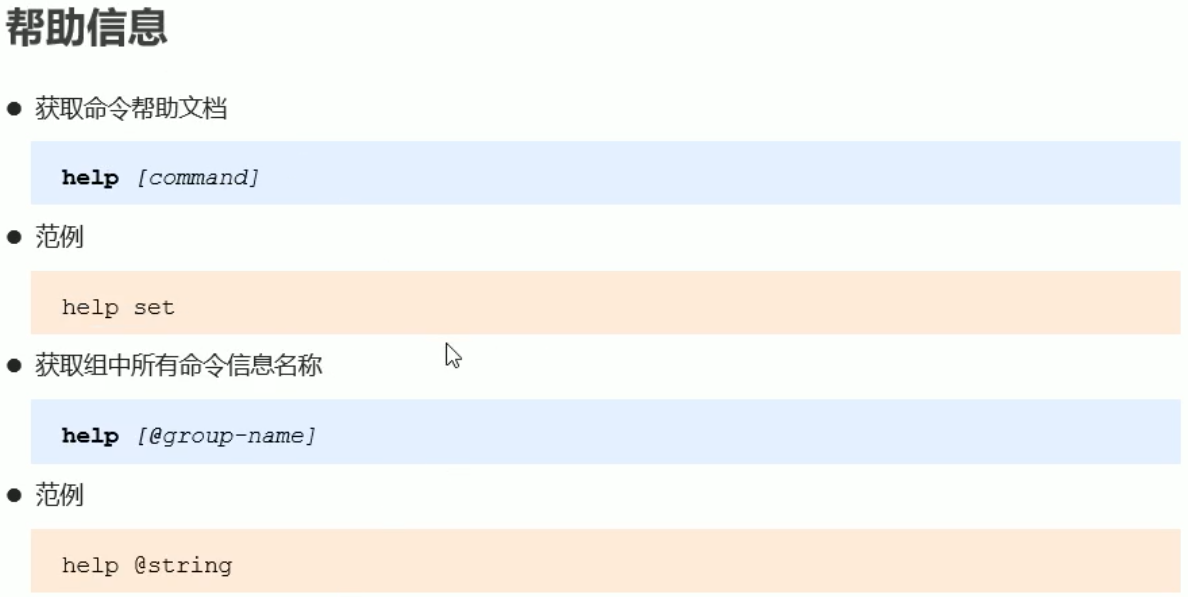 帮助信息
● 获取命令帮助文档
help [command]
● 范例
help set
● 获取组中所有命令信息名称
help [@group-name]
● 范例
help @string